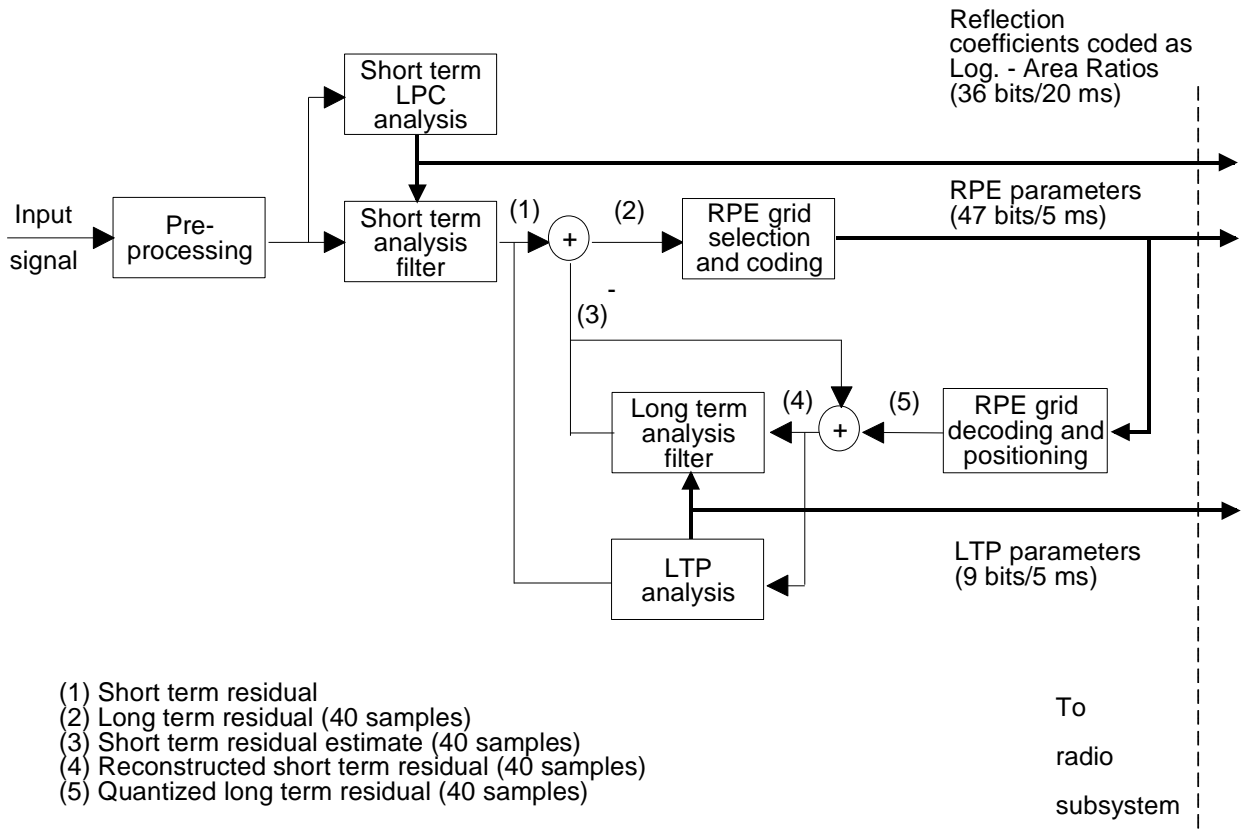 Reflection
coefficients coded as
Log. - Area Ratios
(36 bits/20 ms)
Short term
LPC
analysis
Input
signal
Pre-
processing
Short term
analysis
filter
(1)
+
(2)
RPE grid
selection
and coding
RPE parameters
(47 bits/5 ms)
-
(3)
Long term
analysis
filter
(4)
+
(5)
RPE grid
decoding and
positioning
LTP
analysis
LTP parameters
(9 bits/5 ms)
(1) Short term residual
(2) Long term residual (40 samples)
(3) Short term residual estimate (40 samples)
(4) Reconstructed short term residual (40 samples)
(5) Quantized long term residual (40 samples)
To
radio
subsystem